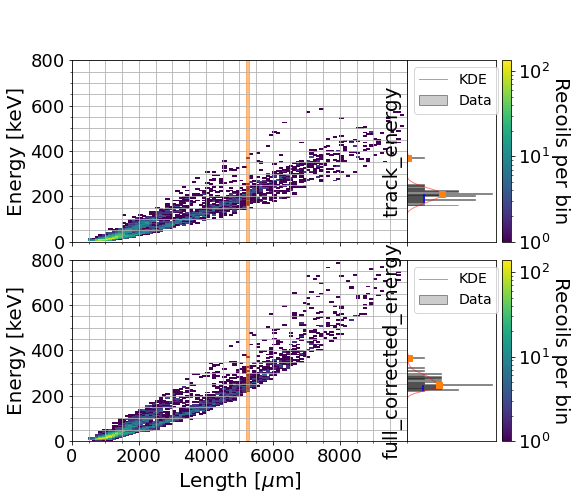 800
600
400
200
0
Energy [keV]
track_energy
KDE
Data
10²
10¹
10⁰
Recoils per bin
800
600
400
200
0
Energy [keV]
full_corrected_energy
KDE
Data
10²
10¹
10⁰
Recoils per bin
0
2000
4000
6000
8000
Length [μm]